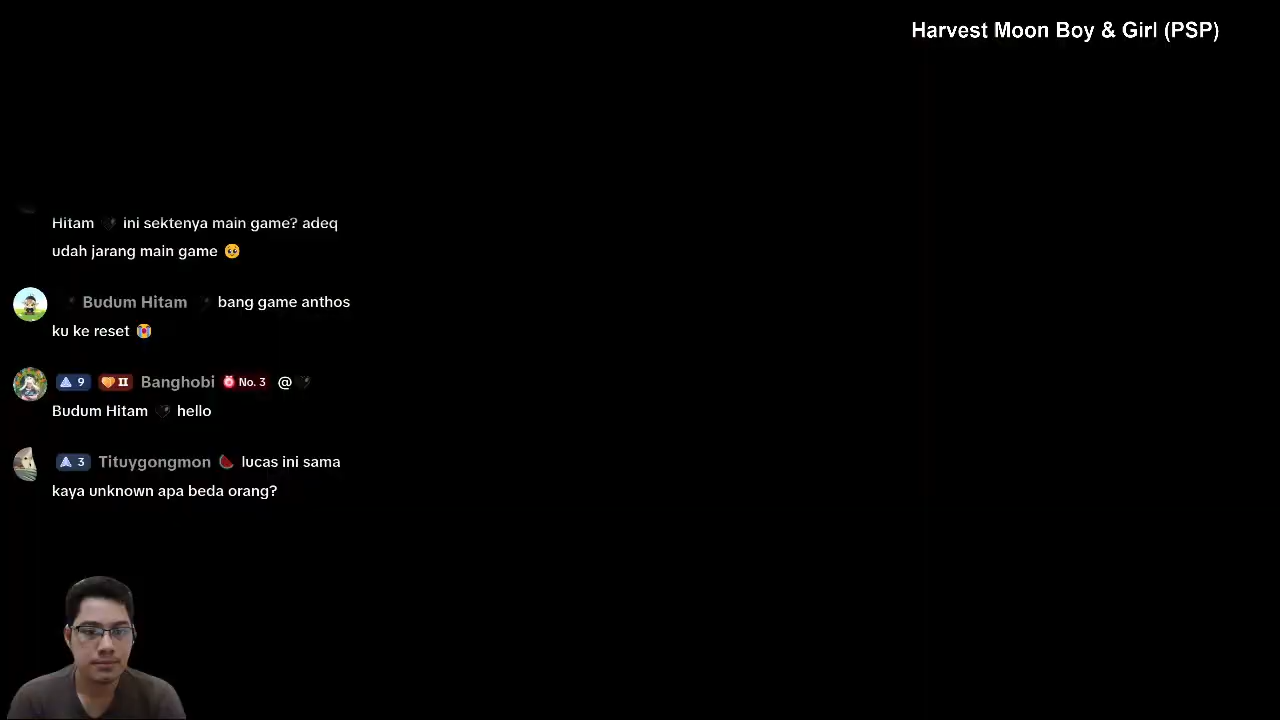 Harvest Moon Boy & Girl (PSP)
Hitam 🖤 ini sektenya main game? adeq
udah jarang main game 🥹
Budum Hitam 🖤 bang game anthos
ku ke reset 😭
9 II Banghobi No. 3 @🖤
Budum Hitam 🖤 hello
3 Tituygongmon 🍉 lucas ini sama
kaya unknown apa beda orang?